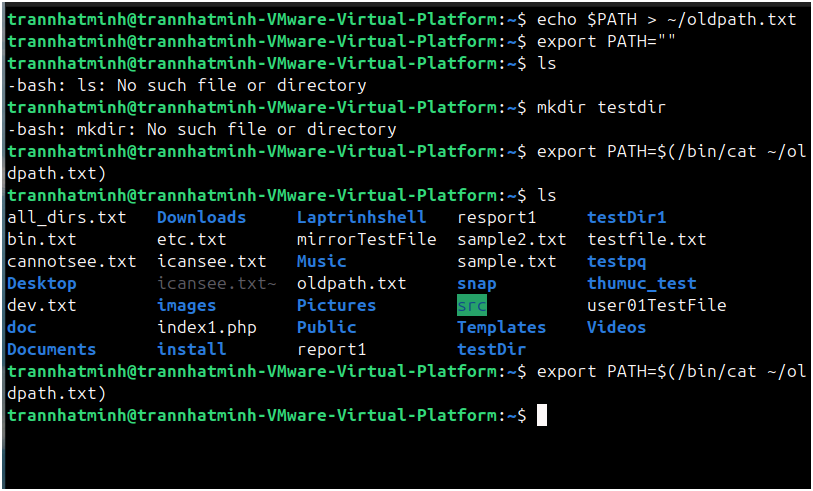 trannhatminh@trannhatminh-VMware-Virtual-Platform:~$ echo $PATH > ~/oldpath.txt
trannhatminh@trannhatminh-VMware-Virtual-Platform:~$ export PATH=""
trannhatminh@trannhatminh-VMware-Virtual-Platform:~$ ls
-bash: ls: No such file or directory
trannhatminh@trannhatminh-VMware-Virtual-Platform:~$ mkdir testdir
-bash: mkdir: No such file or directory
trannhatminh@trannhatminh-VMware-Virtual-Platform:~$ export PATH=$(/bin/cat ~/ol
dpath.txt)
trannhatminh@trannhatminh-VMware-Virtual-Platform:~$ ls
all_dirs.txt Downloads Laptrinhshell resport1 testDir1
bin.txt etc.txt mirrorTestFile sample2.txt testfile.txt
cannotsee.txt icansee.txt Music sample.txt testpq
Desktop icansee.txt~ oldpath.txt snap thumuc_test
dev.txt images Pictures src user01TestFile
doc index1.php Public Templates Videos
Documents install report1 testDir
trannhatminh@trannhatminh-VMware-Virtual-Platform:~$ export PATH=$(/bin/cat ~/ol
dpath.txt)
trannhatminh@trannhatminh-VMware-Virtual-Platform:~$